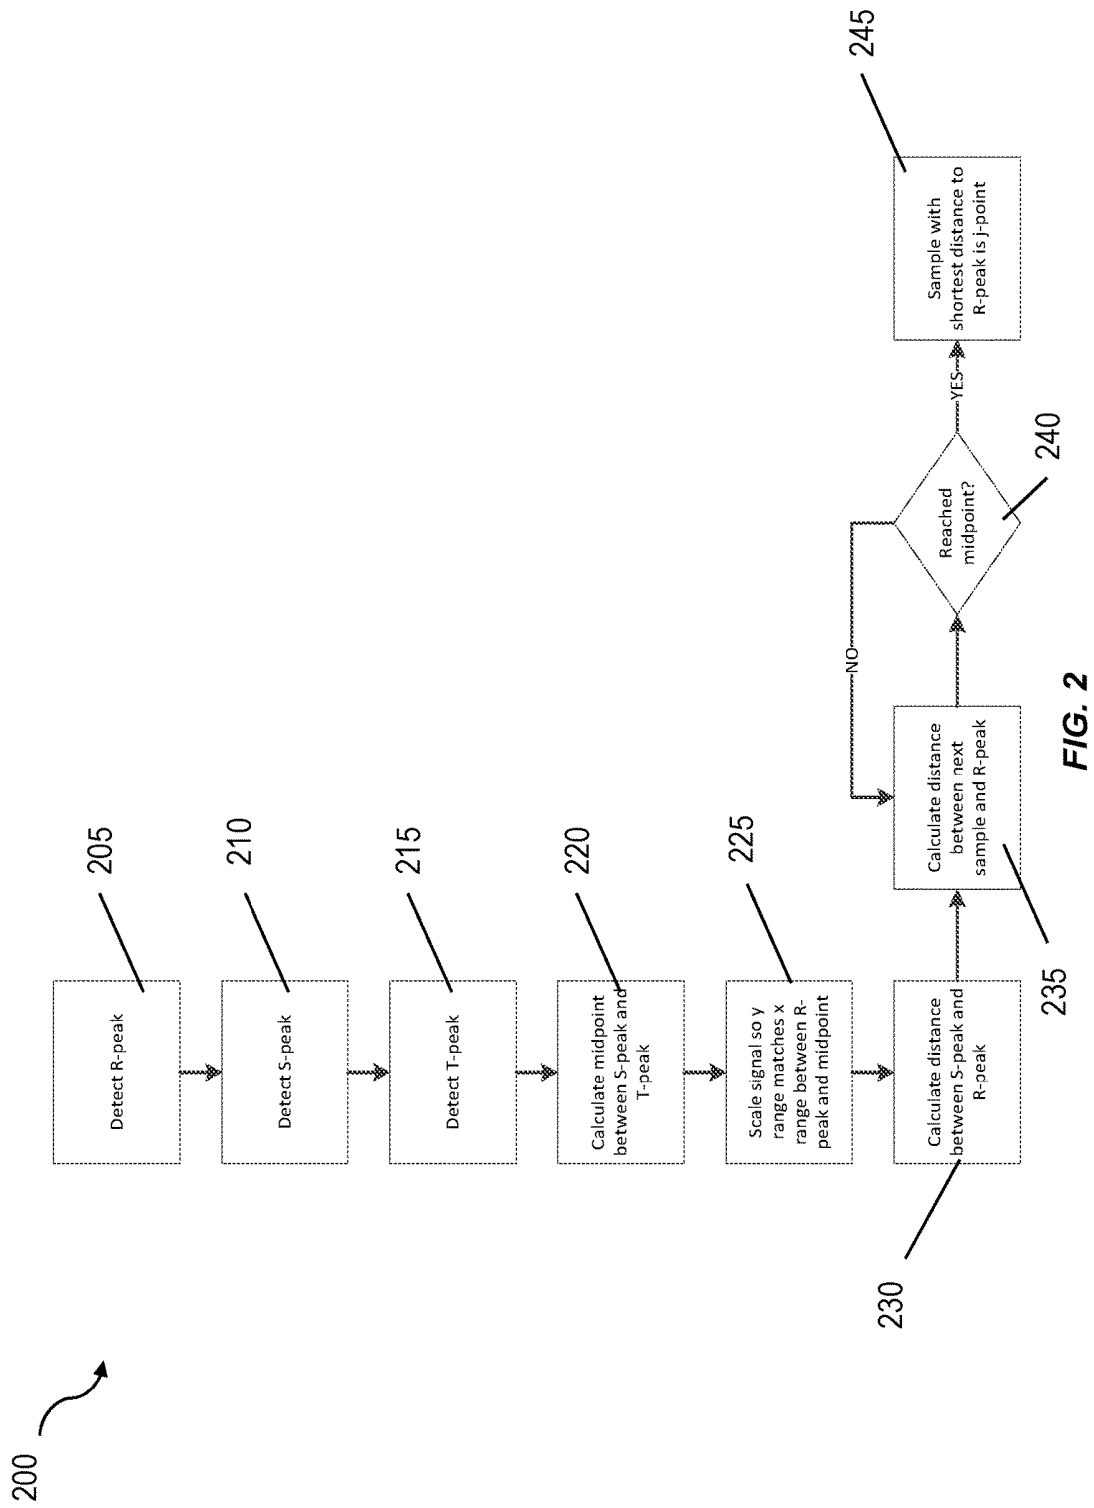 200
Detect R-peak
205
Detect S-peak
210
Detect T-peak
215
Calculate midpoint
between S-peak and
T-peak
220
Scale signal so y
range matches x
range between R-
peak and midpoint
225
Calculate distance
between S-peak and
R-peak
230
Calculate distance
between next
sample and R-peak
235
NO
Reached
midpoint?
240
YES
Sample with
shortest distance to
R-peak is j-point
245
FIG. 2